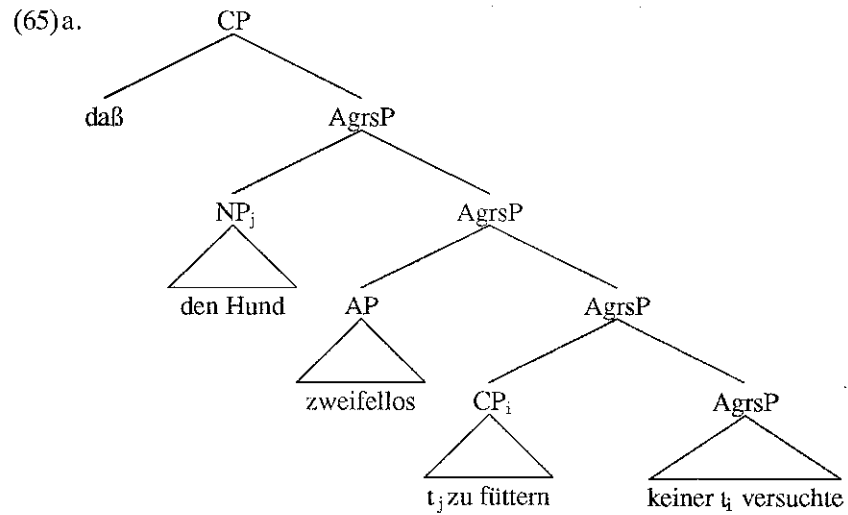 (65)a. CP
daß AgrsP
NPj AgrsP
den Hund AP AgrsP
zweifellos CPi AgrsP
tj zu füttern keiner ti versuchte